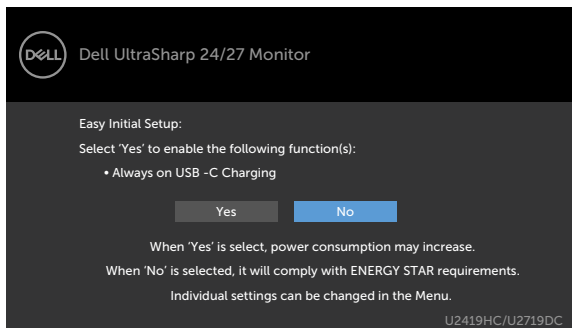 DELL
Dell UltraSharp 24/27 Monitor
Easy Initial Setup:
Select ‘Yes’ to enable the following function(s):
• Always on USB -C Charging
Yes No
When ‘Yes’ is select, power consumption may increase.
When ‘No’ is selected, it will comply with ENERGY STAR requirements.
Individual settings can be changed in the Menu.
U2419HC/U2719DC